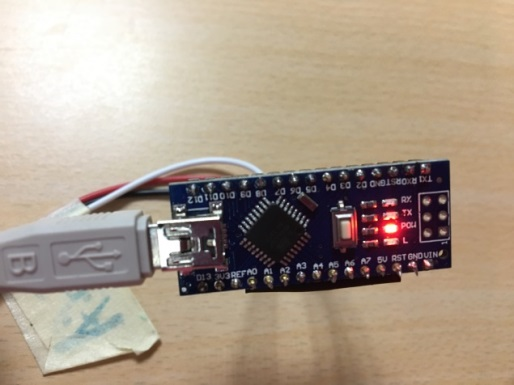 TX1 RX0 RST GND D2 D3 D4 D5 D6 D7 D8 D9 D10 D11 D12
RX
TX
POW
L
B
D13 3V3 REF A0 A1 A2 A3 A4 A5 A6 A7 5V RST GND VIN